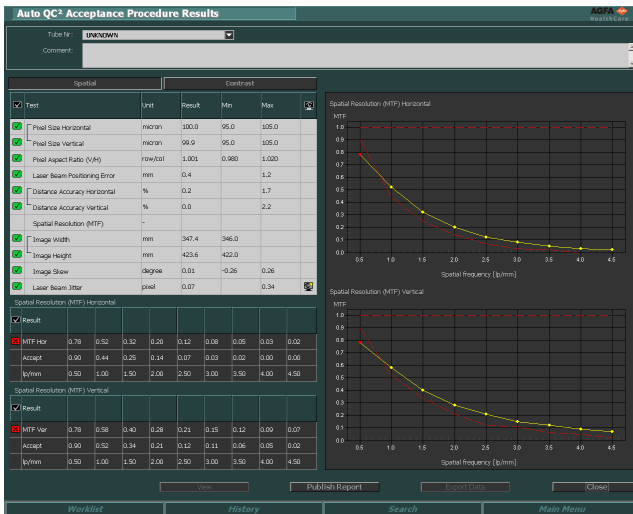 Auto QC² Acceptance Procedure Results
AGFA
HealthCare
Tube Nr: UNKNOWN
Comment:
Spatial Contrast
Test Unit Result Min Max
Pixel Size Horizontal micron 100.0 95.0 105.0
Pixel Size Vertical micron 99.9 95.0 105.0
Pixel Aspect Ratio (V/H) row/col 1.001 0.980 1.020
Laser Beam Positioning Error mm 0.4 1.2
Distance Accuracy Horizontal % 0.2 1.7
Distance Accuracy Vertical % 0.0 2.2
Spatial Resolution (MTF) -
Image Width mm 347.4 346.0
Image Height mm 423.6 422.0
Image Skew degree 0.01 -0.26 0.26
Laser Beam Jitter pixel 0.07 0.34
Spatial Resolution (MTF) Horizontal
Result
MTF Hor 0.78 0.52 0.32 0.20 0.12 0.08 0.05 0.03 0.02
Accept 0.90 0.44 0.25 0.14 0.07 0.03 0.02 0.00 0.00
lp/mm 0.50 1.00 1.50 2.00 2.50 3.00 3.50 4.00 4.50
Spatial Resolution (MTF) Vertical
Result
MTF Ver 0.78 0.58 0.40 0.28 0.21 0.15 0.12 0.09 0.07
Accept 0.90 0.52 0.34 0.21 0.12 0.11 0.06 0.05 0.02
lp/mm 0.50 1.00 1.50 2.00 2.50 3.00 3.50 4.00 4.50
Spatial Resolution (MTF) Horizontal
MTF
1.0
0.9
0.8
0.7
0.6
0.5
0.4
0.3
0.2
0.1
0.0
0.5 1.0 1.5 2.0 2.5 3.0 3.5 4.0 4.5
Spatial frequency [lp/mm]
Spatial Resolution (MTF) Vertical
MTF
1.0
0.9
0.8
0.7
0.6
0.5
0.4
0.3
0.2
0.1
0.0
0.5 1.0 1.5 2.0 2.5 3.0 3.5 4.0 4.5
Spatial frequency [lp/mm]
View Publish Report Export Data Close
Worklist History Search Main Menu